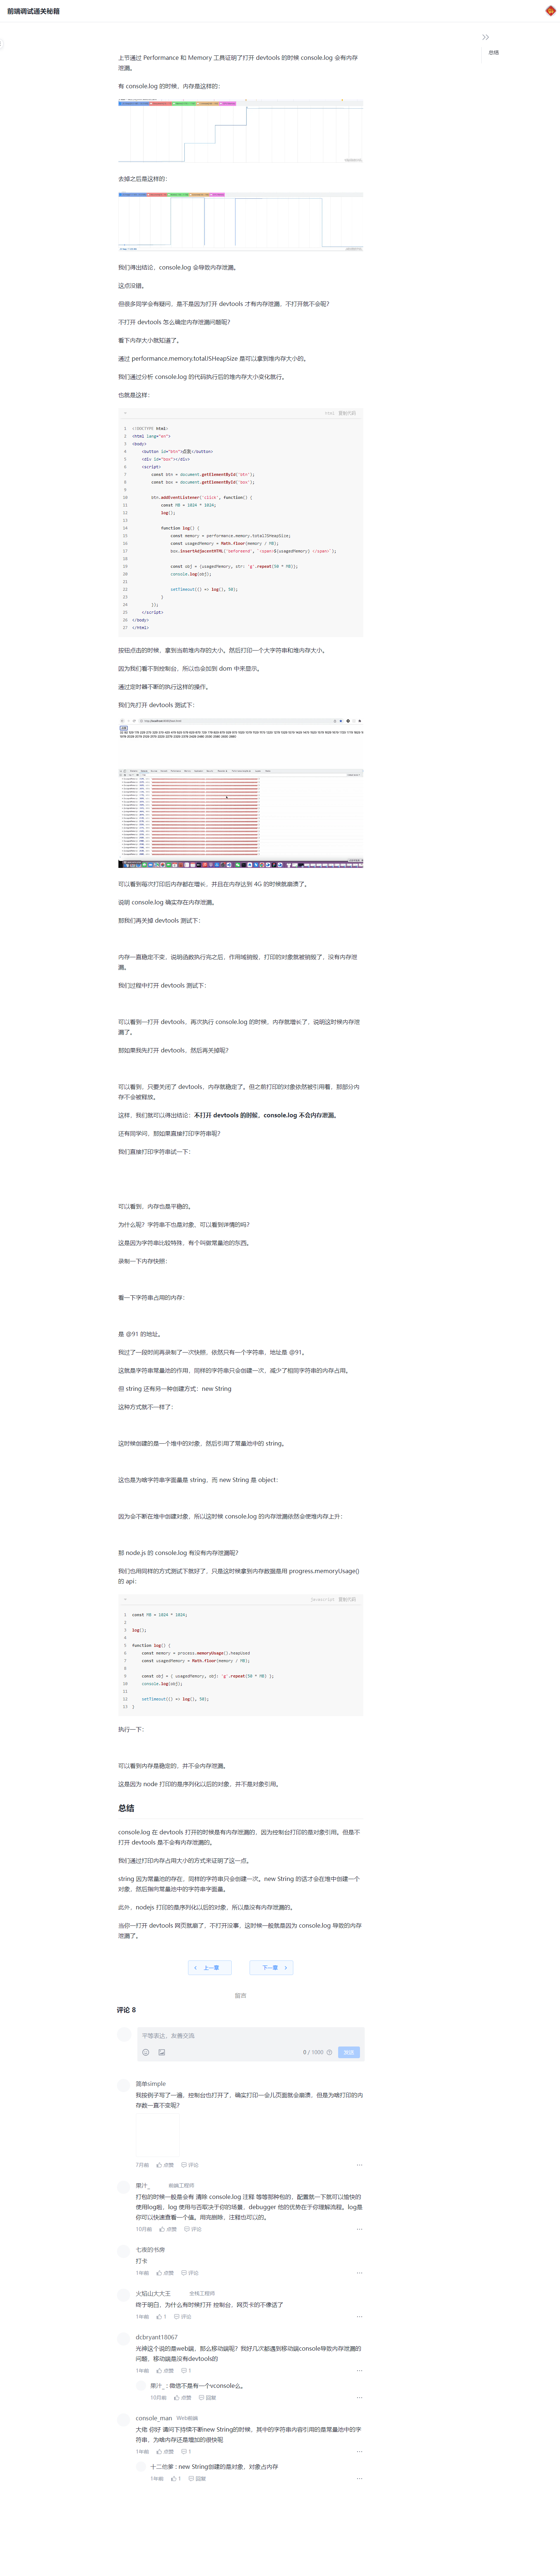 前端调试通关秘籍
总结
上节通过 Performance 和 Memory 工具证明了打开 devtools 的时候 console.log 会有内存
泄漏。
有 console.log 的时候，内存是这样的：
去掉之后是这样的：
我们得出结论，console.log 会导致内存泄漏。
这点没错。
但很多同学会有疑问，是不是因为打开 devtools 才有内存泄漏，不打开就不会呢？
不打开 devtools 怎么确定内存泄漏问题呢？
看下内存大小就知道了。
通过 performance.memory.totalJSHeapSize 是可以拿到堆内存大小的。
我们通过分析 console.log 的代码执行后的堆内存大小变化就行。
也就是这样：
html 复制代码
1 <!DOCTYPE html>
2 <html lang="en">
3 <body>
4 <button id="btn">点我</button>
5 <div id="box"></div>
6 <script>
7 const btn = document.getElementById('btn');
8 const box = document.getElementById('box');
9
10 btn.addEventListener('click', function() {
11 const MB = 1024 * 1024;
12 log();
13
14 function log() {
15 const memory = performance.memory.totalJSHeapSize;
16 const usagedMemory = Math.floor(memory / MB);
17 box.insertAdjacentHTML('beforeend', `<span>${usagedMemory} </span>`);
18
19 const obj = {usagedMemory, str: 'g'.repeat(50 * MB)};
20 console.log(obj);
21
22 setTimeout(() => log(), 50);
23 }
24 });
25 </script>
26 </body>
27 </html>
按钮点击的时候，拿到当前堆内存的大小。然后打印一个大字符串和堆内存大小。
因为我们看不到控制台，所以也会加到 dom 中来显示。
通过定时器不断的执行这样的操作。
我们先打开 devtools 测试下：
可以看到每次打印后内存都在增长，并且在内存达到 4G 的时候就崩溃了。
说明 console.log 确实存在内存泄漏。
那我们再关掉 devtools 测试下：
内存一直稳定不变，说明函数执行完之后，作用域销毁，打印的对象就被销毁了，没有内存泄
漏。
我们过程中打开 devtools 测试下：
可以看到一打开 devtools，再次执行 console.log 的时候，内存就增长了，说明这时候内存泄
漏了。
那如果我先打开 devtools，然后再关掉呢？
可以看到，只要关闭了 devtools，内存就稳定了。但之前打印的对象依然被引用着，那部分内
存不会被释放。
这样，我们就可以得出结论：不打开 devtools 的时候，console.log 不会内存泄漏。
还有同学问，那如果直接打印字符串呢？
我们直接打印字符串试一下：
可以看到，内存也是平稳的。
为什么呢？字符串不也是对象，可以看到详情的吗？
这是因为字符串比较特殊，有个叫做常量池的东西。
录制一下内存快照：
看一下字符串占用的内存：
是 @91 的地址。
我过了一段时间再录制了一次快照，依然只有一个字符串，地址是 @91。
这就是字符串常量池的作用，同样的字符串只会创建一次，减少了相同字符串的内存占用。
但 string 还有另一种创建方式：new String
这种方式就不一样了：
这时候创建的是一个堆中的对象，然后引用了常量池中的 string。
这也是为啥字符串字面量是 string，而 new String 是 object：
因为会不断在堆中创建对象，所以这时候 console.log 的内存泄漏依然会使堆内存上升：
那 node.js 的 console.log 有没有内存泄漏呢？
我们也用同样的方式测试下就好了，只是这时候拿到内存数据是用 progress.memoryUsage()
的 api：
javascript 复制代码
1 const MB = 1024 * 1024;
2
3 log();
4
5 function log() {
6 const memory = process.memoryUsage().heapUsed
7 const usagedMemory = Math.floor(memory / MB);
8
9 const obj = { usagedMemory, obj: 'g'.repeat(50 * MB) };
10 console.log(obj);
11
12 setTimeout(() => log(), 50);
13 }
执行一下：
可以看到内存是稳定的，并不会内存泄漏。
这是因为 node 打印的是序列化以后的对象，并不是对象引用。
总结
console.log 在 devtools 打开的时候是有内存泄漏的，因为控制台打印的是对象引用。但是不
打开 devtools 是不会有内存泄漏的。
我们通过打印内存占用大小的方式来证明了这一点。
string 因为常量池的存在，同样的字符串只会创建一次。new String 的话才会在堆中创建一个
对象，然后指向常量池中的字符串字面量。
此外，nodejs 打印的是序列化以后的对象，所以是没有内存泄漏的。
当你一打开 devtools 网页就崩了，不打开没事，这时候一般就是因为 console.log 导致的内存
泄漏了。
上一章 下一章
留言
评论 8
平等表达，友善交流
0 / 1000 发送
简单simple
我按例子写了一遍，控制台也打开了，确实打印一会儿页面就会崩溃，但是为啥打印的内
存数一直不变呢？
7月前 点赞 评论
果汁_ 前端工程师
打包的时候一般是会有 清除 console.log 注释 等等那种包的，配置就一下就可以愉快的
使用log啦，log 使用与否取决于你的场景，debugger 他的优势在于你理解流程。log是
你可以快速查看一个值。用完删除，注释也可以的。
10月前 点赞 评论
七夜的书房
打卡
1年前 点赞 评论
火焰山大大王 全栈工程师
终于明白，为什么有时候打开 控制台，网页卡的不像话了
1年前 1 评论
dcbryant18067
光神这个说的是web端，那么移动端呢？我好几次都遇到移动端console导致内存泄漏的
问题，移动端是没有devtools的
1年前 点赞 1
果汁_：微信不是有一个vconsole么。
10月前 点赞 回复
console_man Web前端
大佬 你好 请问下持续不断new String的时候，其中的字符串内容引用的是常量池中的字
符串，为啥内存还是增加的很快呢
1年前 点赞 1
十二他爹：new String创建的是对象，对象占内存
1年前 1 回复